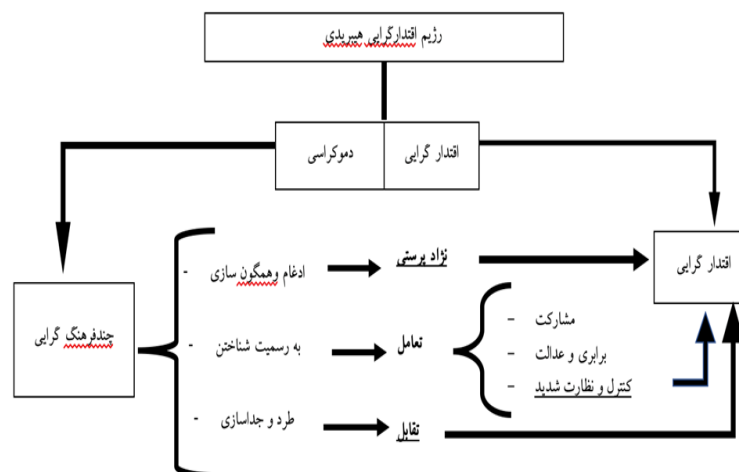 رژیم اقتدارگرایی هیبریدی
اقتدار گرایی
دموکراسی
اقتدار گرایی
چندفرهنگ گرایی
- ادغام وهمگون سازی
نژاد پرستی
- به رسمیت شناختن
تعامل
- مشارکت
- برابری و عدالت
- کنترل و نظارت شدید
- طرد و جداسازی
تقابل